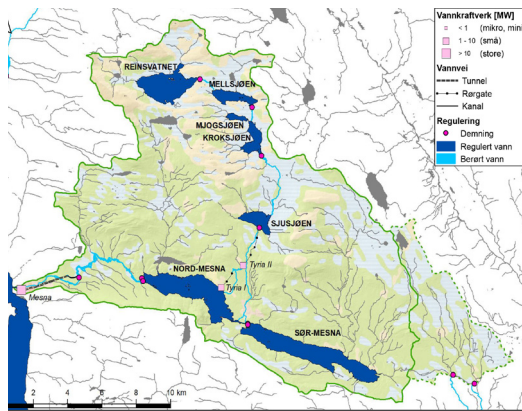 Vannkraftverk [MW]
< 1 (mikro, mini)
1 - 10 (små)
> 10 (store)
Vannvei
Tunnel
Rørgate
Kanal
Regulering
Demning
Regulert vann
Berørt vann
REINSVATNET
MELLSJØEN
MJOGSJØEN
KROKSJØEN
SJUSJØEN
NORD-MESNA
Tyria II
Tyria I
Mesna
SØR-MESNA
2 4 6 8 10 km